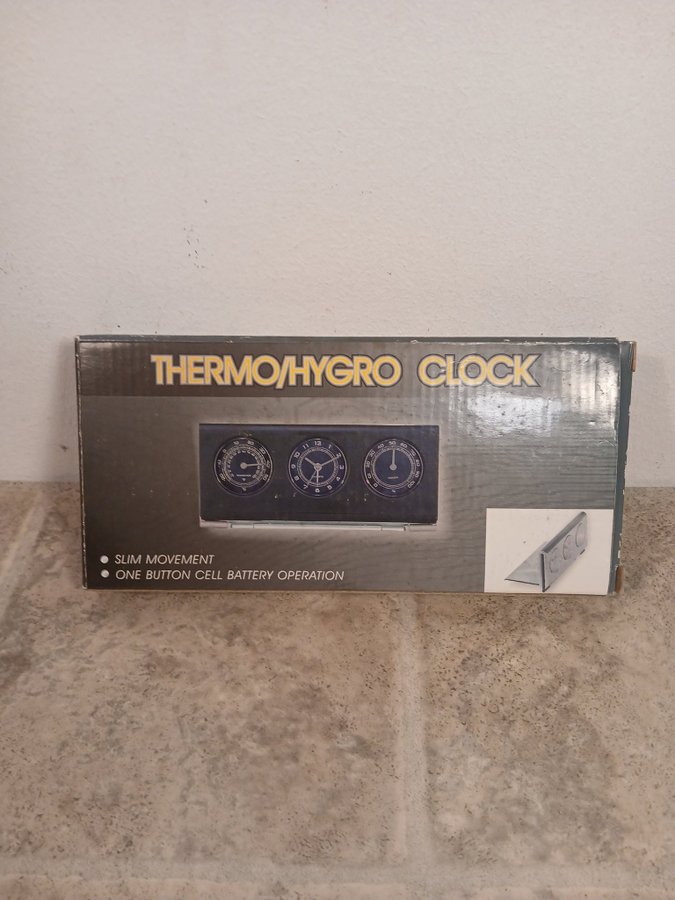 THERMO/HYGRO CLOCK
SLIM MOVEMENT
ONE BUTTON CELL BATTERY OPERATION